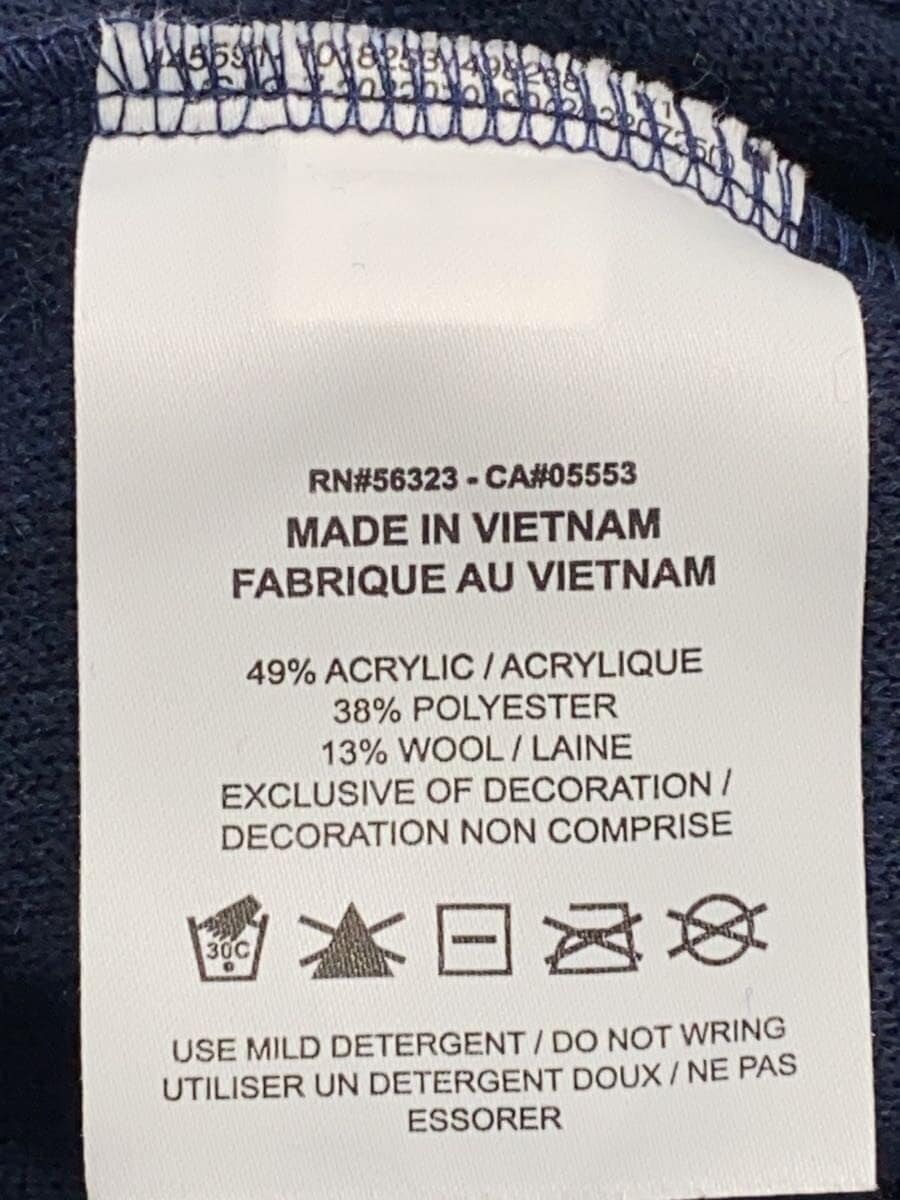 RN#56323 - CA#05553
MADE IN VIETNAM
FABRIQUE AU VIETNAM
49% ACRYLIC / ACRYLIQUE
38% POLYESTER
13% WOOL / LAINE
EXCLUSIVE OF DECORATION /
DECORATION NON COMPRISE
30C
USE MILD DETERGENT / DO NOT WRING
UTILISER UN DETERGENT DOUX / NE PAS
ESSORER